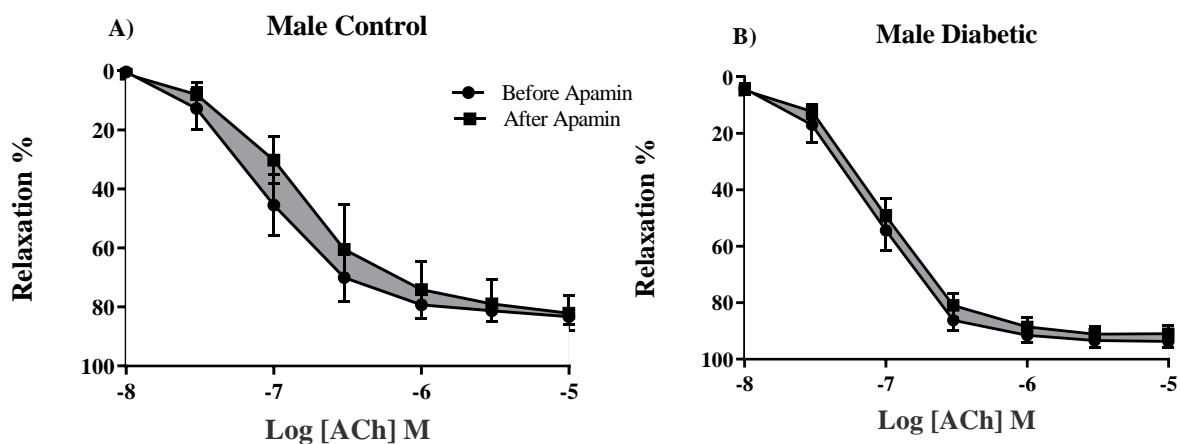 A)
Male Control
0
20
40
60
80
100
Relaxation %
Before Apamin
After Apamin
-8
-7
-6
-5
Log [ACh] M
B)
Male Diabetic
0
20
40
60
80
100
Relaxation %
-8
-7
-6
-5
Log [ACh] M